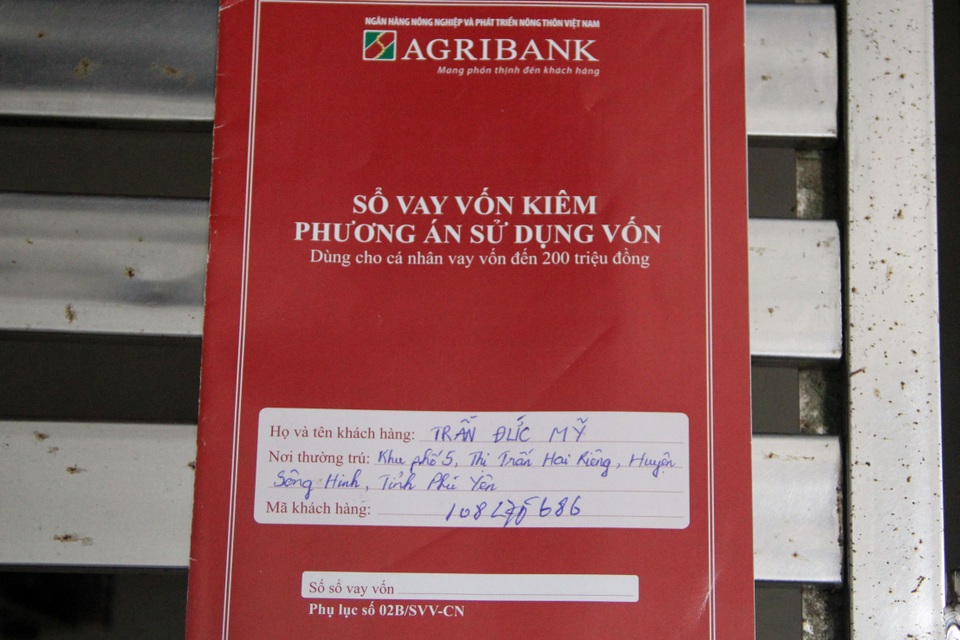 NGÂN HÀNG NÔNG NGHIỆP VÀ PHÁT TRIỂN NÔNG THÔN VIỆT NAM
AGRIBANK
Mang phồn thịnh đến khách hàng
SỔ VAY VỐN KIÊM
PHƯƠNG ÁN SỬ DỤNG VỐN
Dùng cho cá nhân vay vốn đến 200 triệu đồng
Họ và tên khách hàng: TRẦN ĐỨC MỸ
Nơi thường trú: Khu phố 5, Thị Trấn Hai Riêng, Huyện
Sông Hinh, Tỉnh Phú Yên
Mã khách hàng:
Số sổ vay vốn
Phụ lục số 02B/SVV-CN